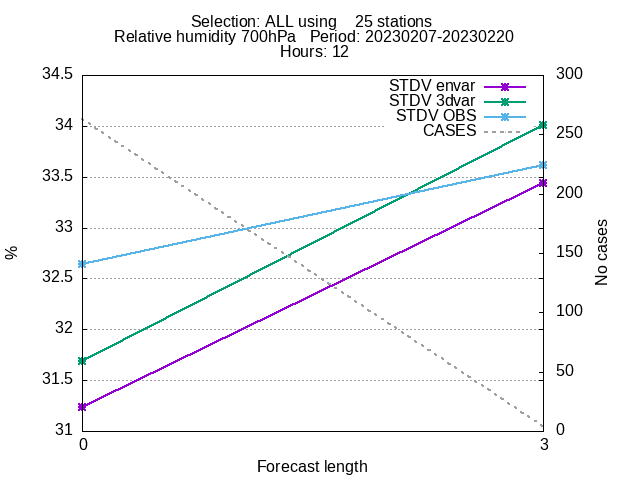 Selection: ALL using    25 stations
Relative humidity 700hPa   Period: 20230207-20230220
Hours: 12
34.5
34
33.5
33
32.5
32
31.5
31
300
250
200
150
100
50
0
STDV envar
STDV 3dvar
STDV OBS
CASES
%
No cases
0
3
Forecast length